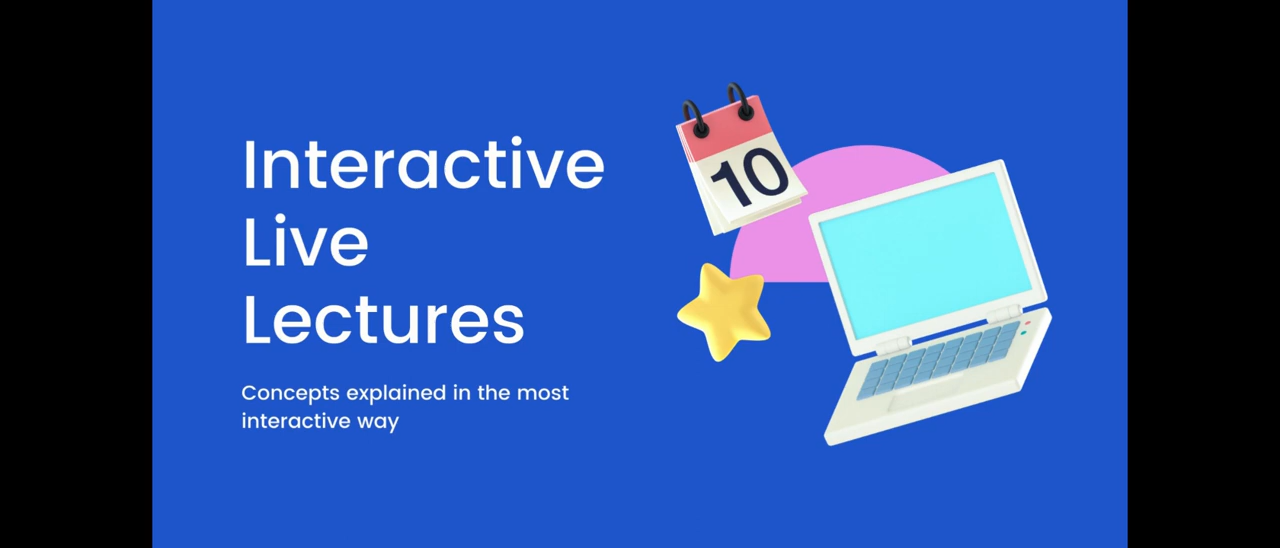 Interactive
Live
Lectures
Concepts explained in the most
interactive way
10